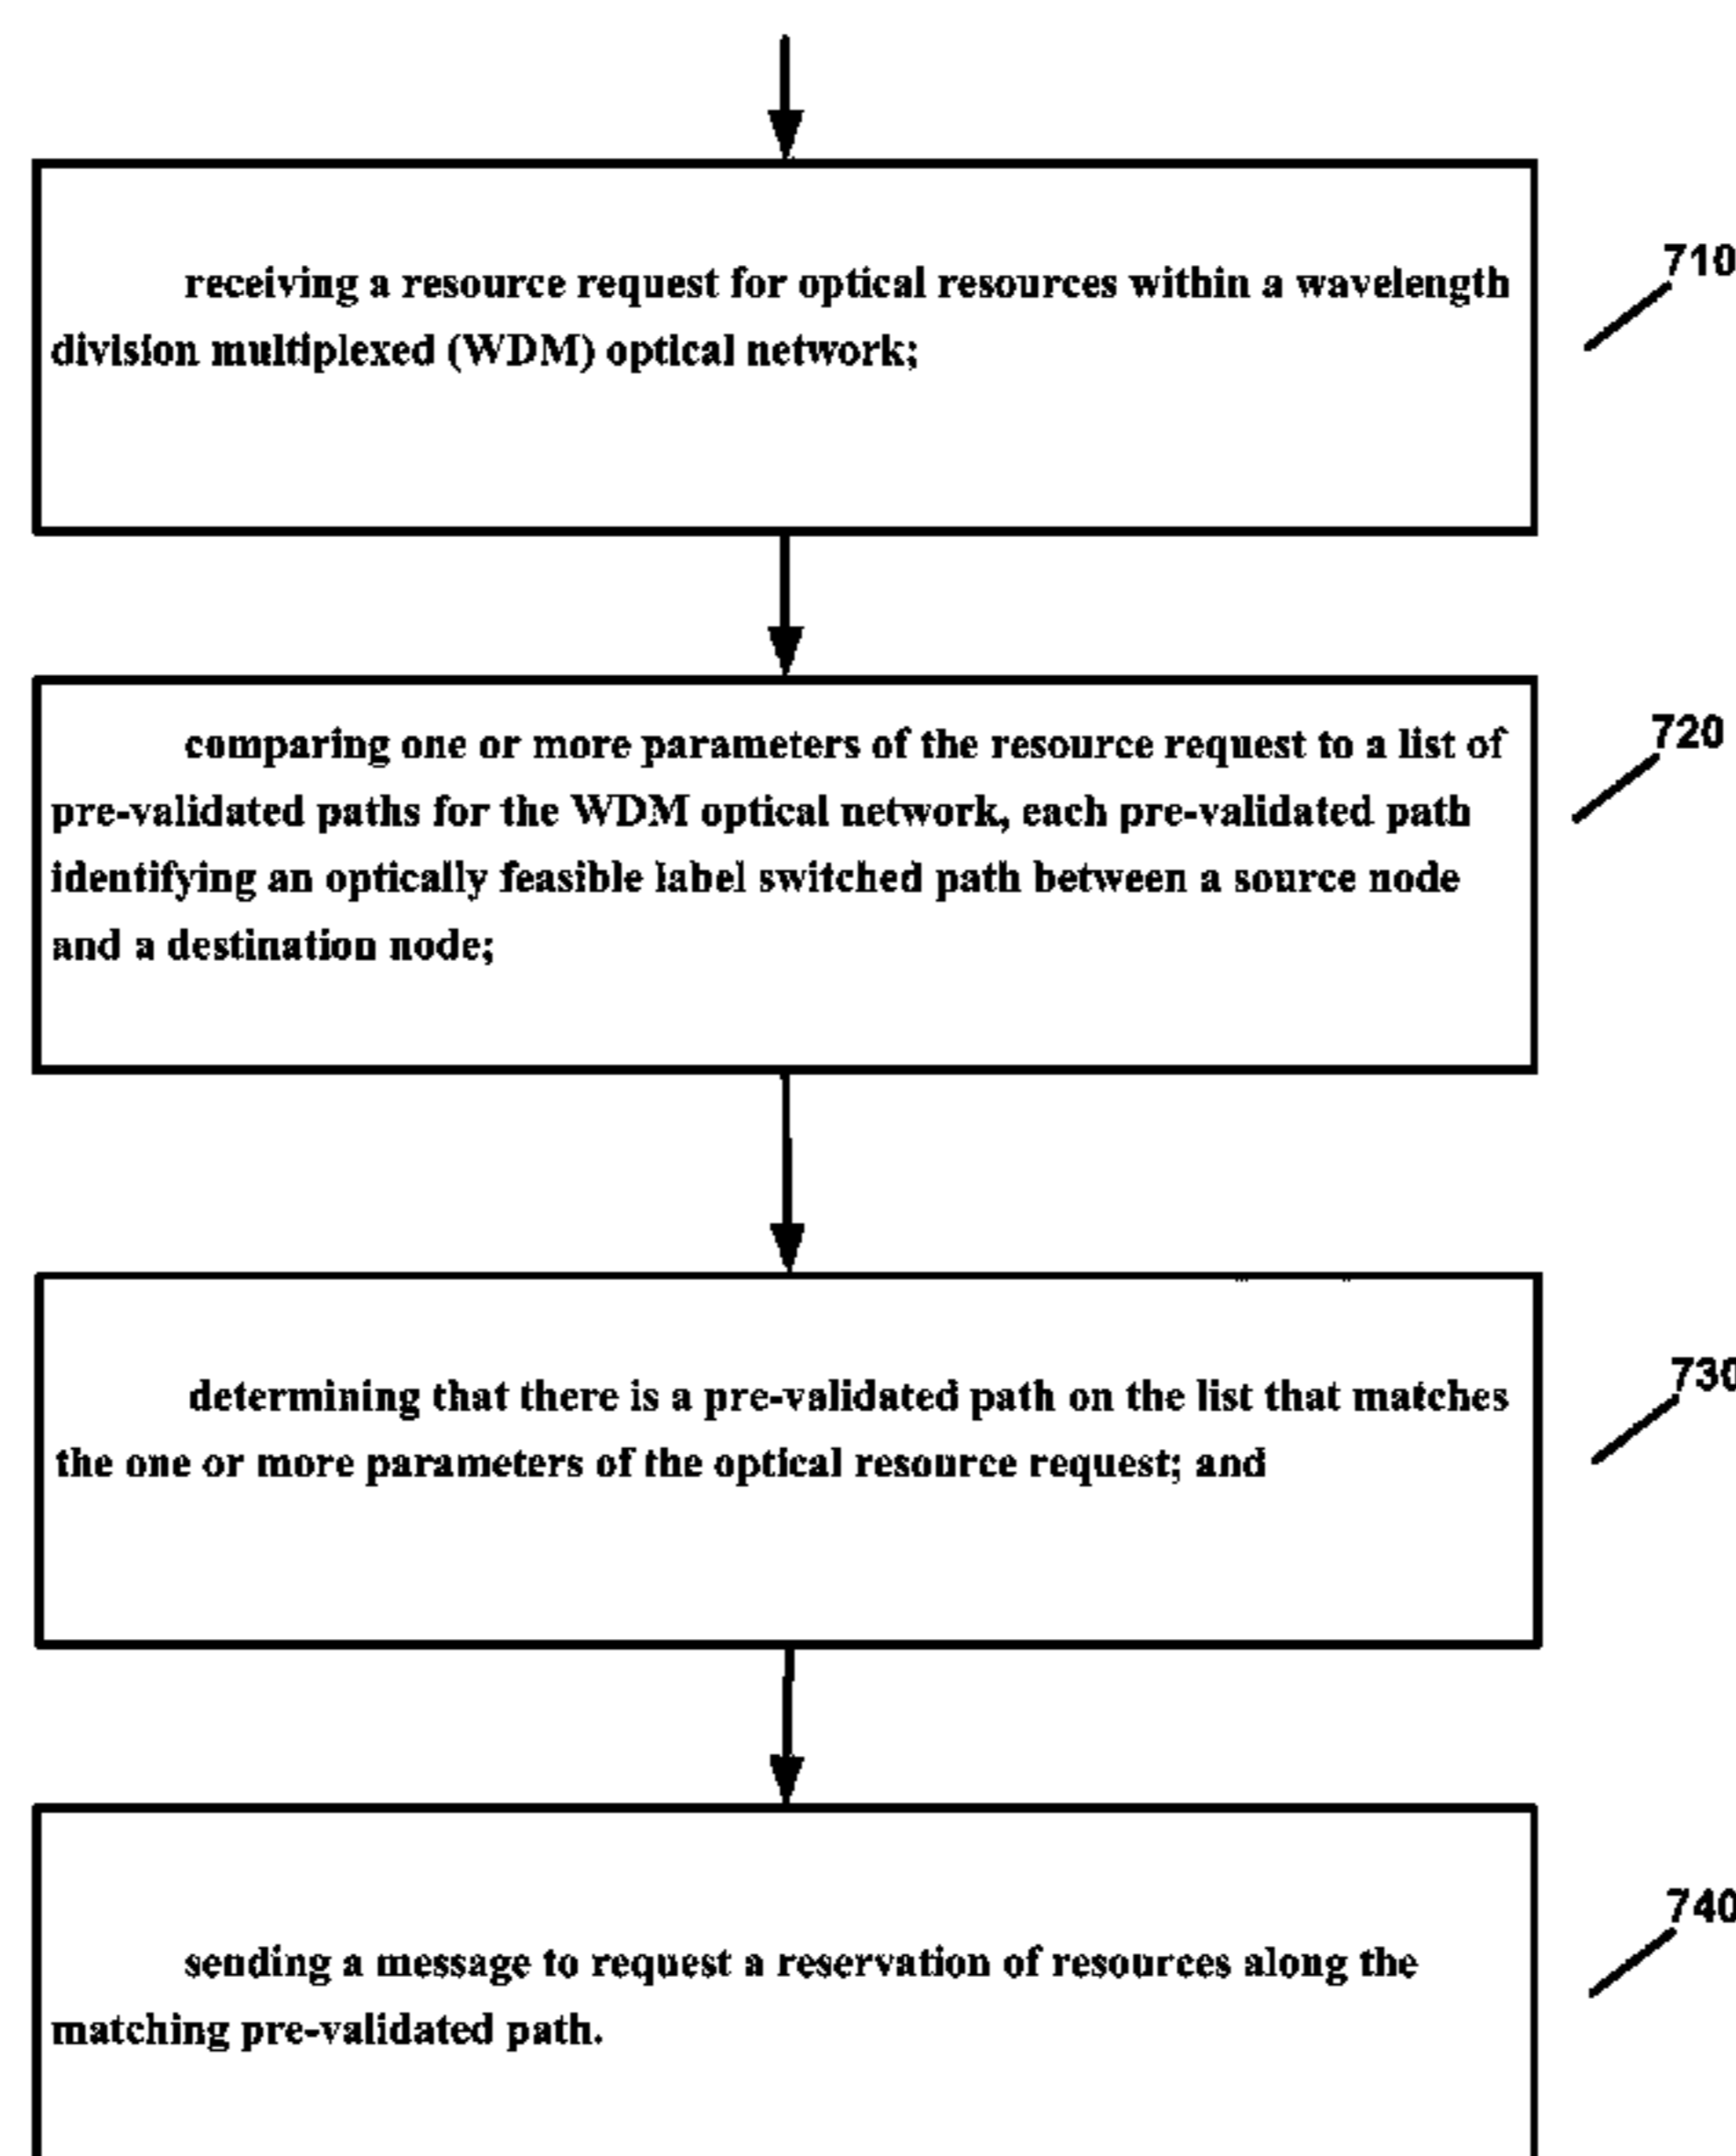 receiving a resource request for optical resources within a wavelength
division multiplexed (WDM) optical network;
710
comparing one or more parameters of the resource request to a list of
pre-validated paths for the WDM optical network, each pre-validated path
identifying an optically feasible label switched path between a source node
and a destination node;
720
determining that there is a pre-validated path on the list that matches
the one or more parameters of the optical resource request; and
730
sending a message to request a reservation of resources along the
matching pre-validated path.
740